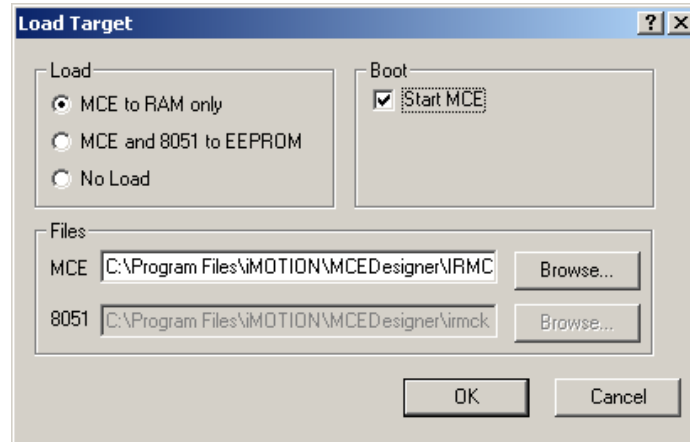 Load Target
Load
MCE to RAM only
MCE and 8051 to EEPROM
No Load
Boot
Start MCE
Files
MCE C:\Program Files\iMOTION\MCEDesigner\IRMC Browse...
8051 C:\Program Files\iMOTION\MCEDesigner\irmck Browse...
OK Cancel